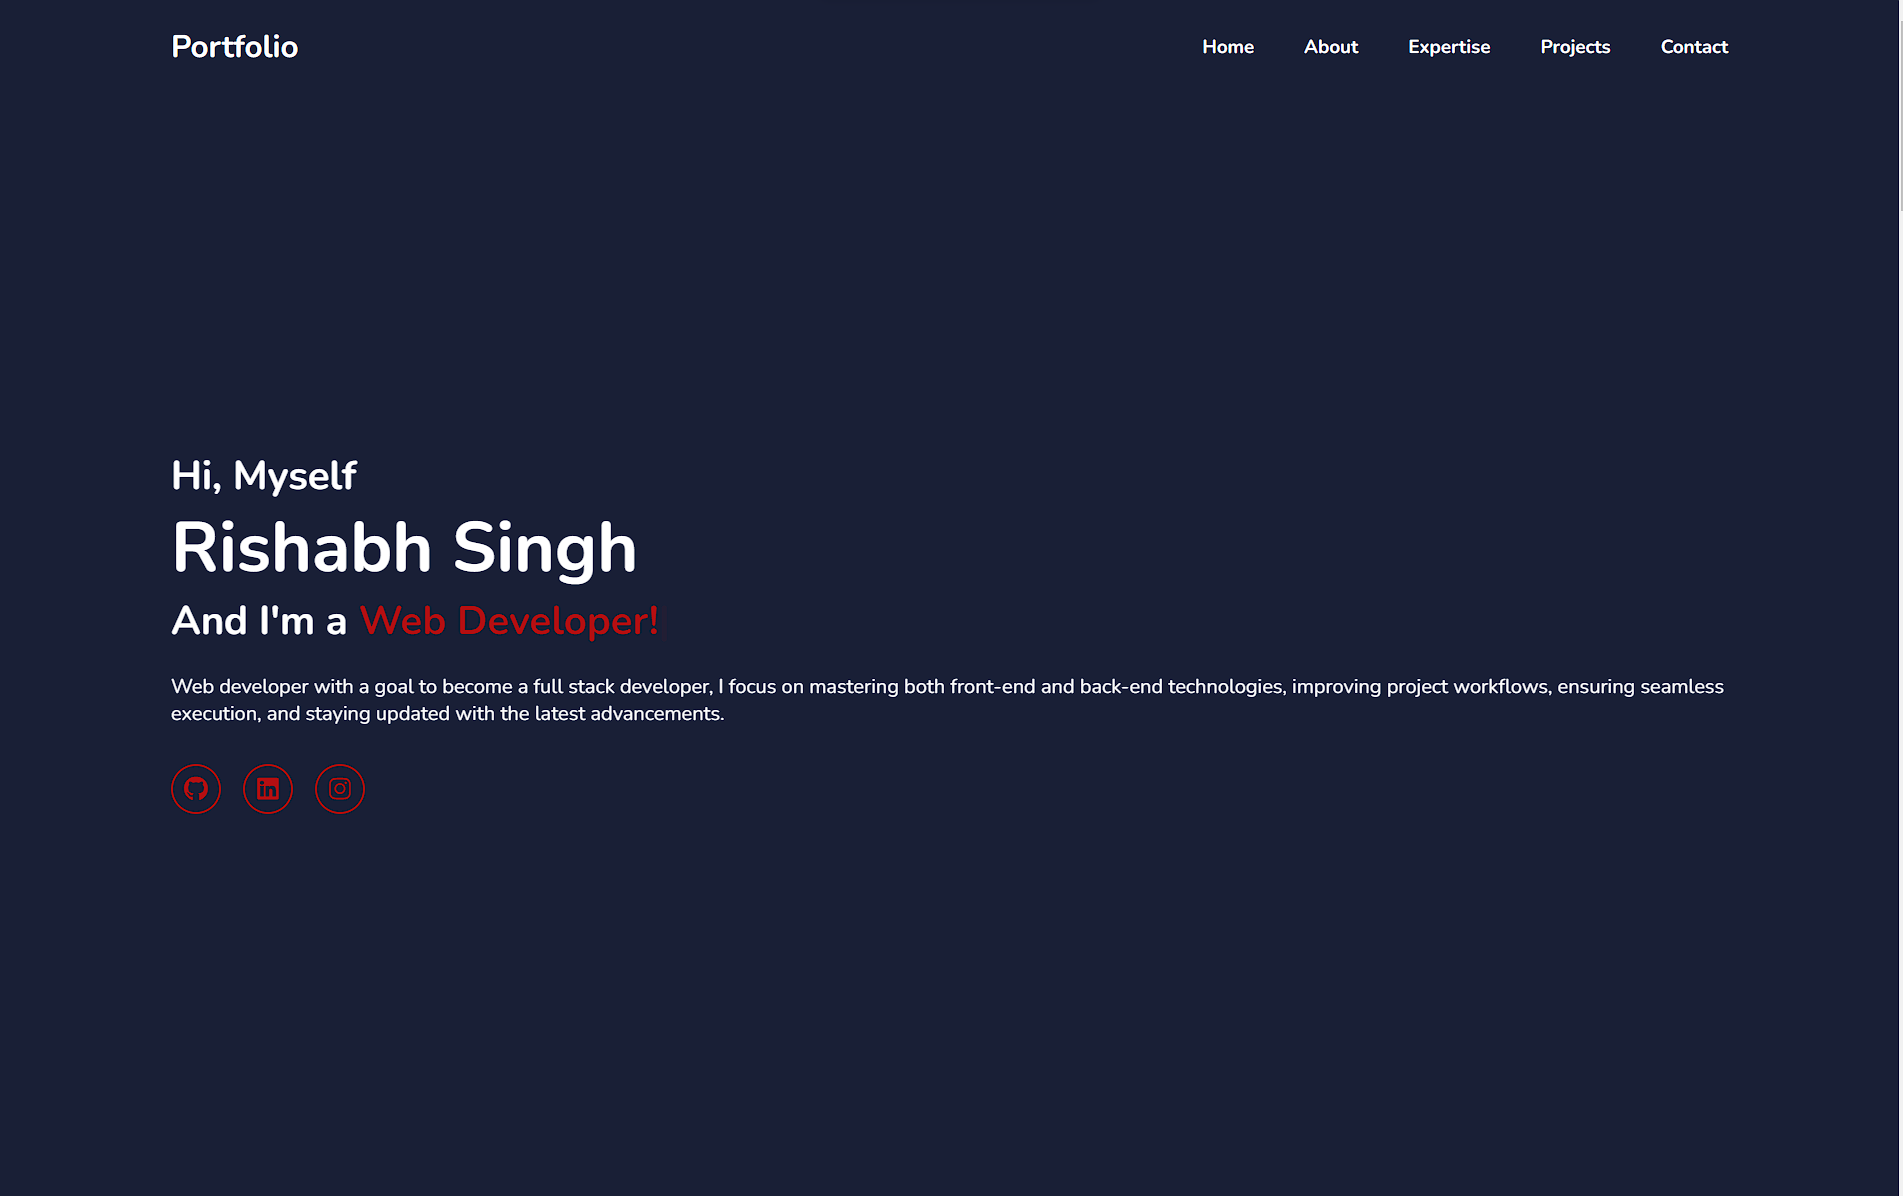 Portfolio
Home About Expertise Projects Contact
Hi, Myself
Rishabh Singh
And I'm a Web Developer!
Web developer with a goal to become a full stack developer, I focus on mastering both front-end and back-end technologies, improving project workflows, ensuring seamless
execution, and staying updated with the latest advancements.
in